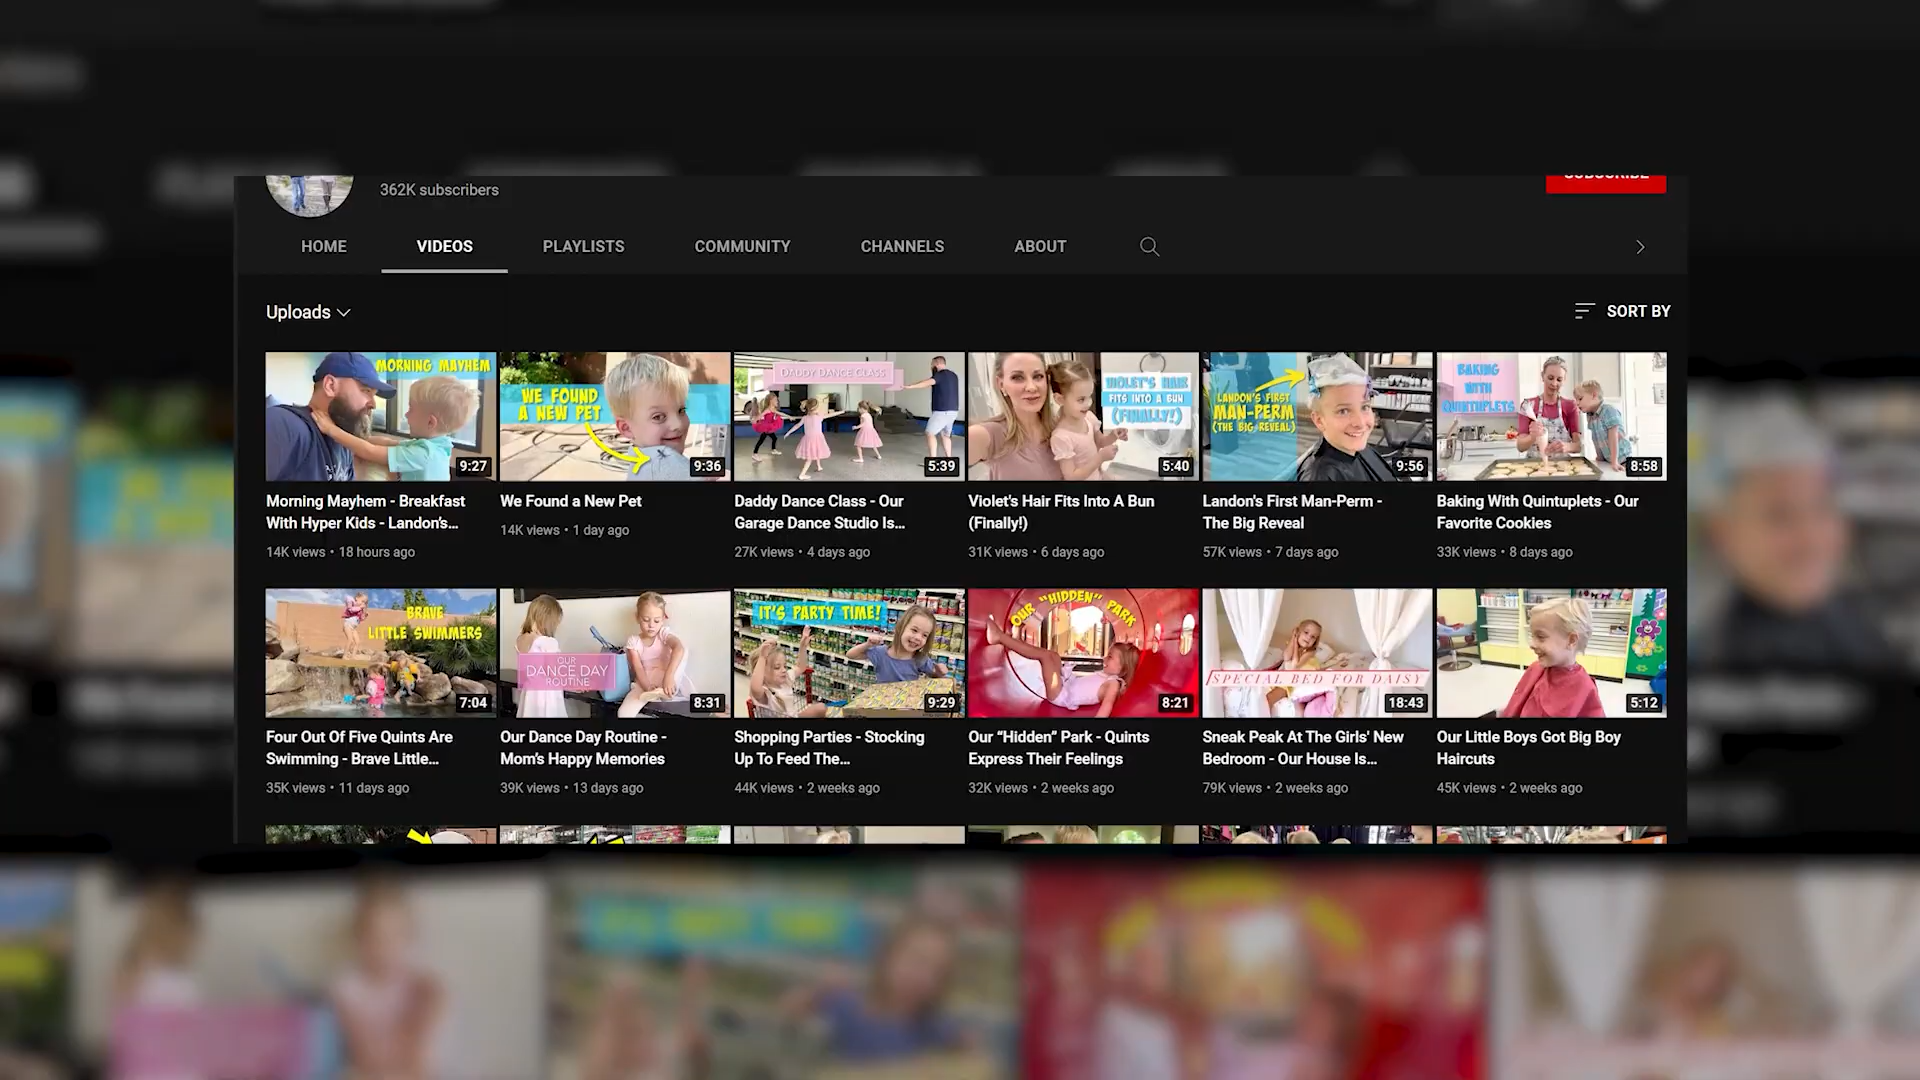 362K subscribers
SUBSCRIBE
HOME
VIDEOS
PLAYLISTS
COMMUNITY
CHANNELS
ABOUT
Uploads
SORT BY
MORNING MAYHEM
9:27
WE FOUND
A NEW PET
9:36
DADDY DANCE CLASS
5:39
VIOLET'S HAIR
FITS INTO A BUN
(FINALLY!)
5:40
LANDON'S FIRST
MAN-PERM
(THE BIG REVEAL)
9:56
BAKING
WITH
QUINTUPLETS
8:58
Morning Mayhem - Breakfast
With Hyper Kids - Landon's...
14K views • 18 hours ago
We Found a New Pet
14K views • 1 day ago
Daddy Dance Class - Our
Garage Dance Studio Is...
27K views • 4 days ago
Violet's Hair Fits Into A Bun
(Finally!)
31K views • 6 days ago
Landon's First Man-Perm -
The Big Reveal
57K views • 7 days ago
Baking With Quintuplets - Our
Favorite Cookies
33K views • 8 days ago
BRAVE
LITTLE SWIMMERS
7:04
OUR
DANCE DAY
ROUTINE
8:31
IT'S PARTY TIME!
9:29
OUR "HIDDEN" PARK
8:21
SPECIAL BED FOR DAISY
18:43
5:12
Four Out Of Five Quints Are
Swimming - Brave Little...
35K views • 11 days ago
Our Dance Day Routine -
Mom's Happy Memories
39K views • 13 days ago
Shopping Parties - Stocking
Up To Feed The...
44K views • 2 weeks ago
Our “Hidden” Park - Quints
Express Their Feelings
32K views • 2 weeks ago
Sneak Peak At The Girls' New
Bedroom - Our House Is...
79K views • 2 weeks ago
Our Little Boys Got Big Boy
Haircuts
45K views • 2 weeks ago